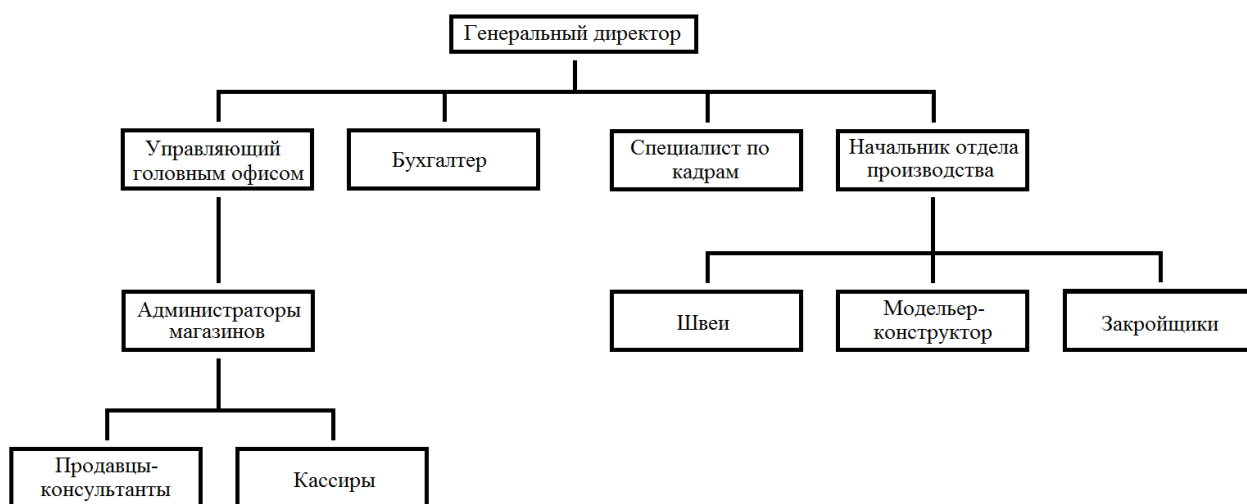 Генеральный директор
Управляющий
головным офисом
Бухгалтер
Специалист по
кадрам
Начальник отдела
производства
Администраторы
магазинов
Швеи
Модельер-
конструктор
Закройщики
Продавцы-
консультанты
Кассиры